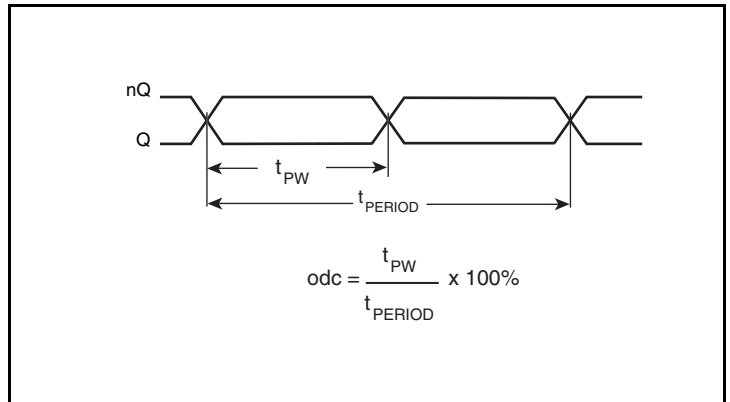 nQ
Q
tPW
tPERIOD
odc = tPW / tPERIOD x 100%